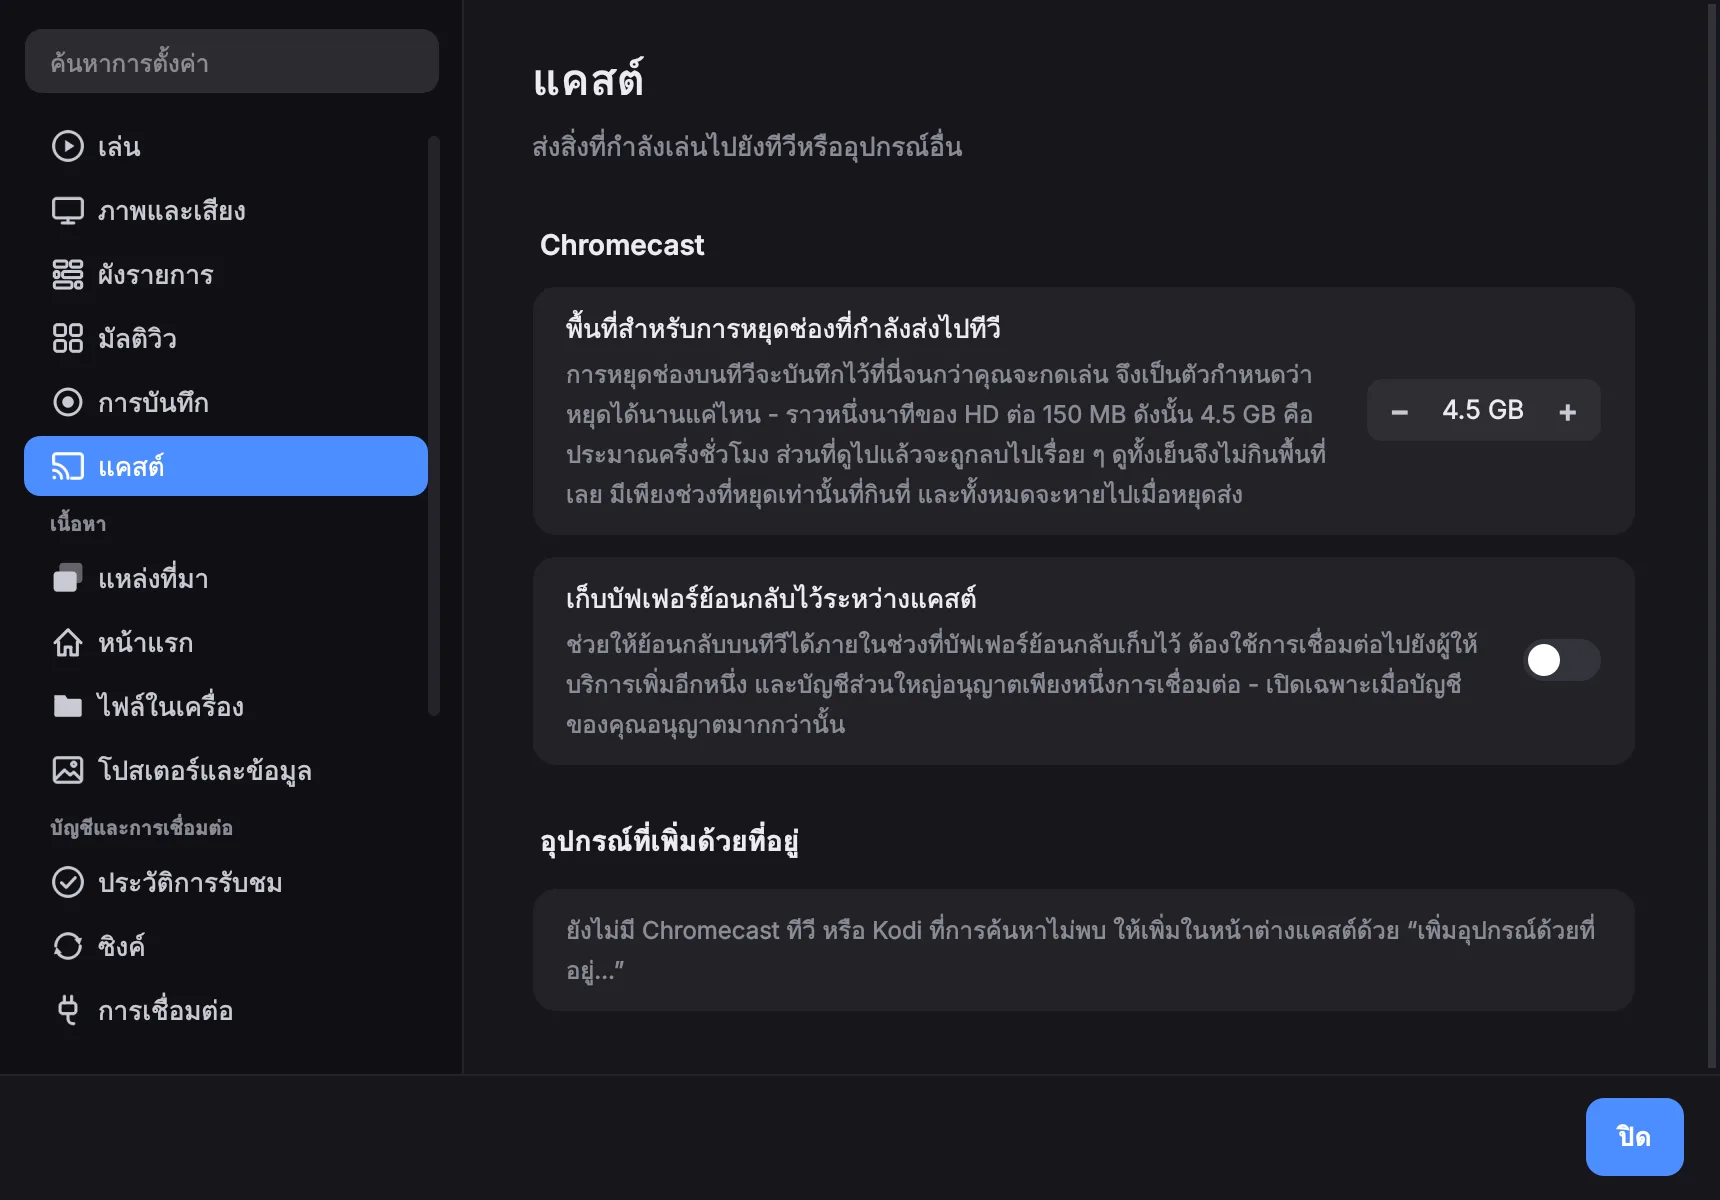 ค้นหาการตั้งค่า
เล่น
ภาพและเสียง
ผังรายการ
มัลติวิว
การบันทึก
แคสต์
เนื้อหา
แหล่งที่มา
หน้าแรก
ไฟล์ในเครื่อง
โปสเตอร์และข้อมูล
บัญชีและการเชื่อมต่อ
ประวัติการรับชม
ซิงค์
การเชื่อมต่อ
แคสต์
ส่งสิ่งที่กำลังเล่นไปยังทีวีหรืออุปกรณ์อื่น
Chromecast
พื้นที่สำหรับการหยุดช่องที่กำลังส่งไปทีวี
การหยุดช่องบนทีวีจะบันทึกไว้ที่นี่จนกว่าคุณจะกดเล่น จึงเป็นตัวกำหนดว่า
หยุดได้นานแค่ไหน - ราวหนึ่งนาทีของ HD ต่อ 150 MB ดังนั้น 4.5 GB คือ
ประมาณครึ่งชั่วโมง ส่วนที่ดูไปแล้วจะถูกลบไปเรื่อย ๆ ดูทั้งเย็นจึงไม่กินพื้นที่
เลย มีเพียงช่วงที่หยุดเท่านั้นที่กินที่ และทั้งหมดจะหายไปเมื่อหยุดส่ง
− 4.5 GB +
เก็บบัฟเฟอร์ย้อนกลับไว้ระหว่างแคสต์
ช่วยให้ย้อนกลับบนทีวีได้ภายในช่วงที่บัฟเฟอร์ย้อนกลับเก็บไว้ ต้องใช้การเชื่อมต่อไปยังผู้ให้
บริการเพิ่มอีกหนึ่ง และบัญชีส่วนใหญ่อนุญาตเพียงหนึ่งการเชื่อมต่อ - เปิดเฉพาะเมื่อบัญชี
ของคุณอนุญาตมากกว่านั้น
อุปกรณ์ที่เพิ่มด้วยที่อยู่
ยังไม่มี Chromecast ทีวี หรือ Kodi ที่การค้นหาไม่พบ ให้เพิ่มในหน้าต่างแคสต์ด้วย “เพิ่มอุปกรณ์ด้วยที่
อยู่...”
ปิด